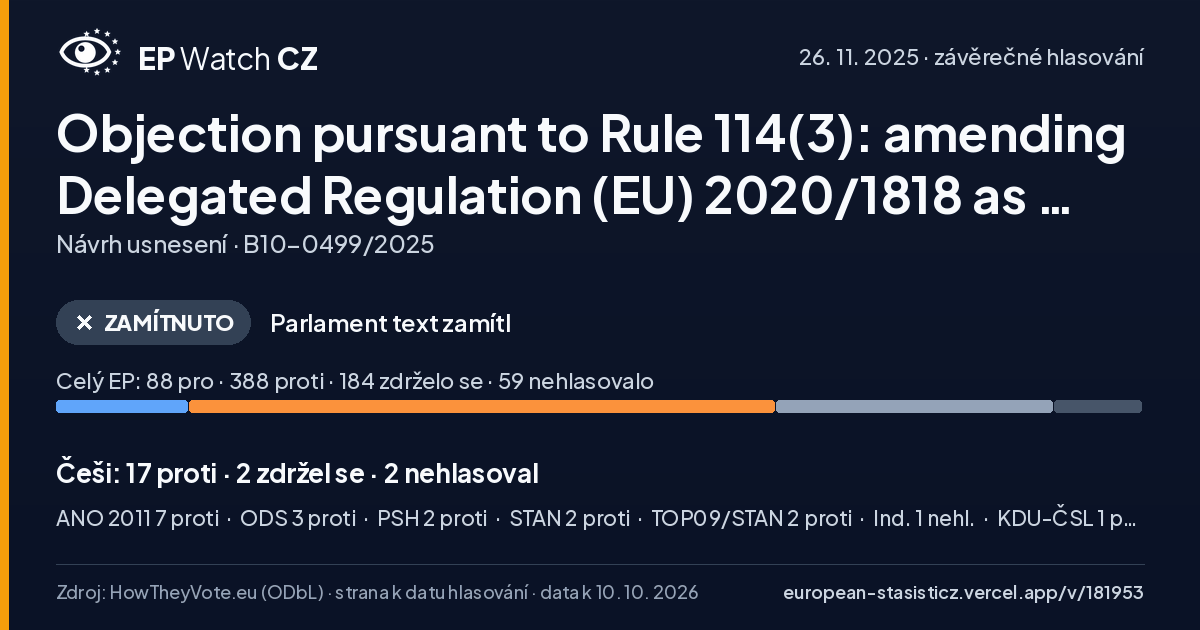 EP Watch CZ
26. 11. 2025 · závěrečné hlasování
Objection pursuant to Rule 114(3): amending
Delegated Regulation (EU) 2020/1818 as …
Návrh usnesení · B10-0499/2025
✕ ZAMÍTNUTO
Parlament text zamítl
Celý EP: 88 pro · 388 proti · 184 zdrželo se · 59 nehlasovalo
Češi: 17 proti · 2 zdržel se · 2 nehlasoval
ANO 2011 7 proti · ODS 3 proti · PSH 2 proti · STAN 2 proti · TOP09/STAN 2 proti · Ind. 1 nehl. · KDU-ČSL 1 p…
Zdroj: HowTheyVote.eu (ODbL) · strana k datu hlasování · data k 10. 10. 2026
european-stasisticz.vercel.app/v/181953